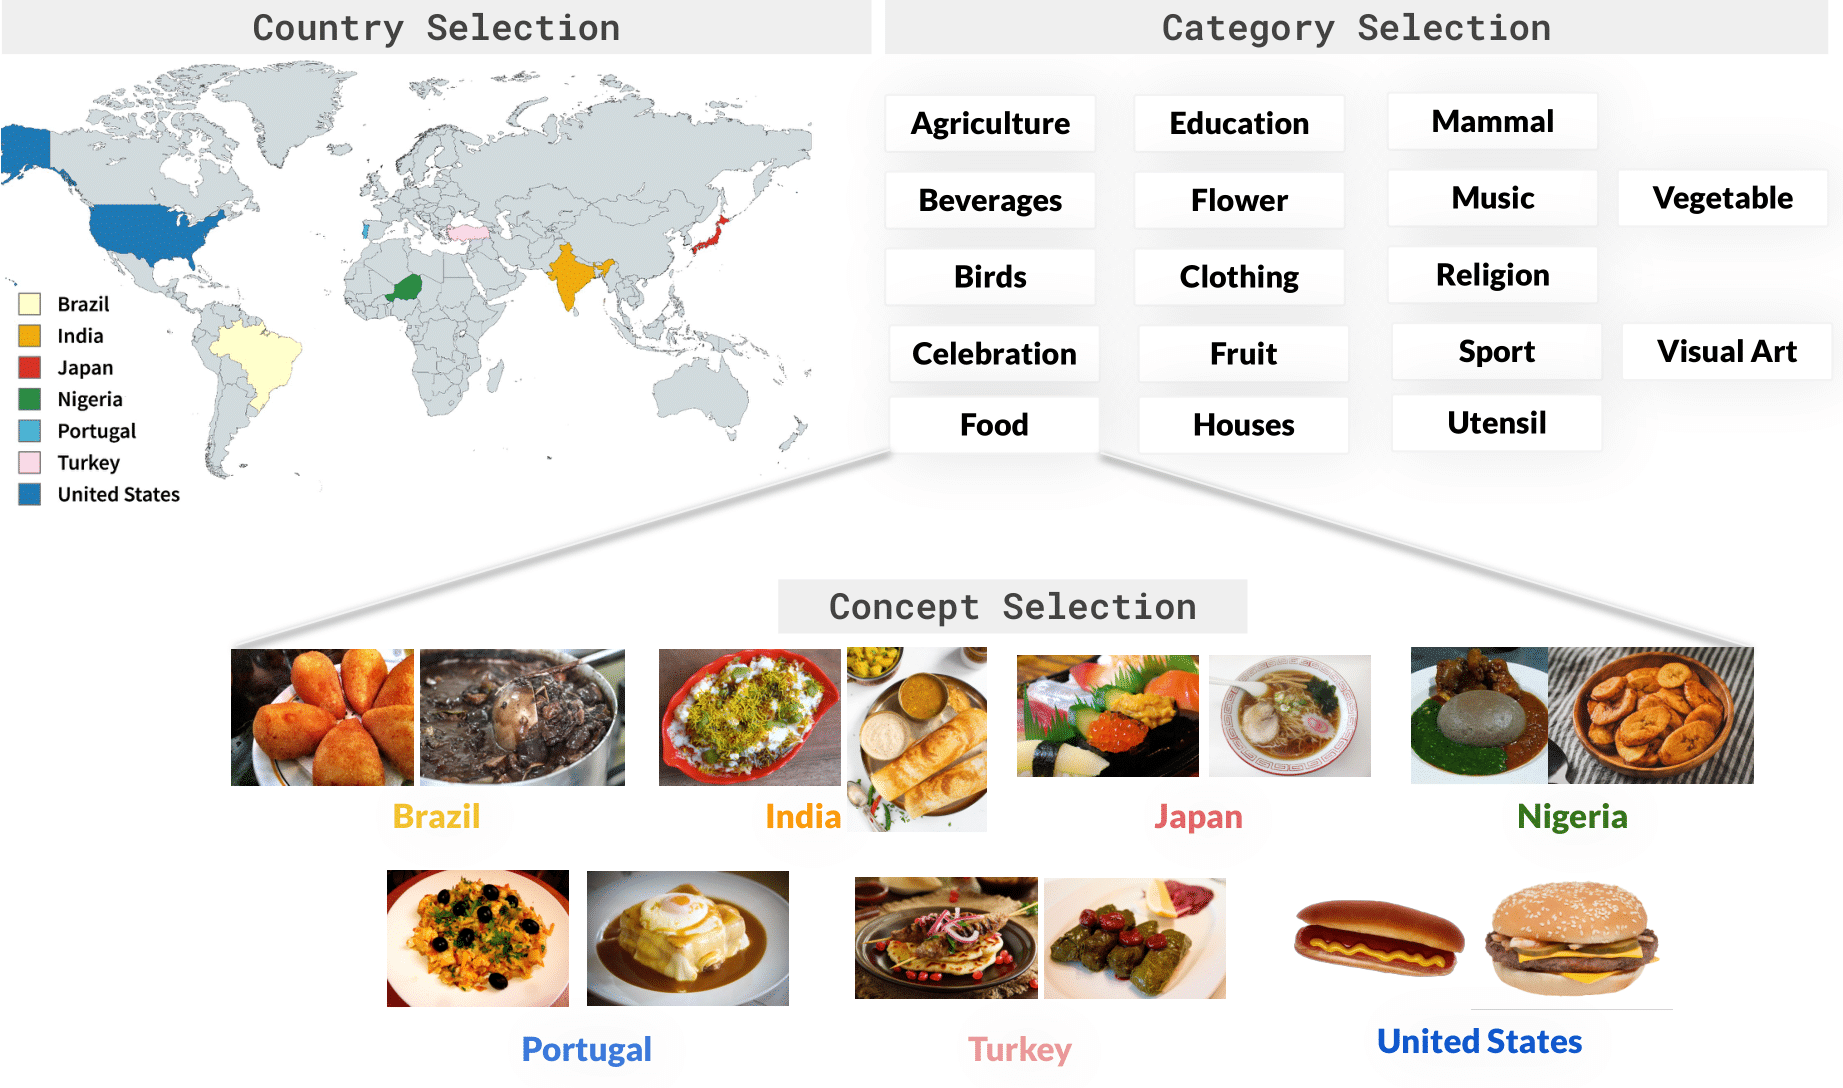 Country Selection
Brazil
India
Japan
Nigeria
Portugal
Turkey
United States
Category Selection
Agriculture
Education
Mammal
Beverages
Flower
Music
Vegetable
Birds
Clothing
Religion
Celebration
Fruit
Sport
Visual Art
Food
Houses
Utensil
Concept Selection
Brazil
India
Japan
Nigeria
Portugal
Turkey
United States